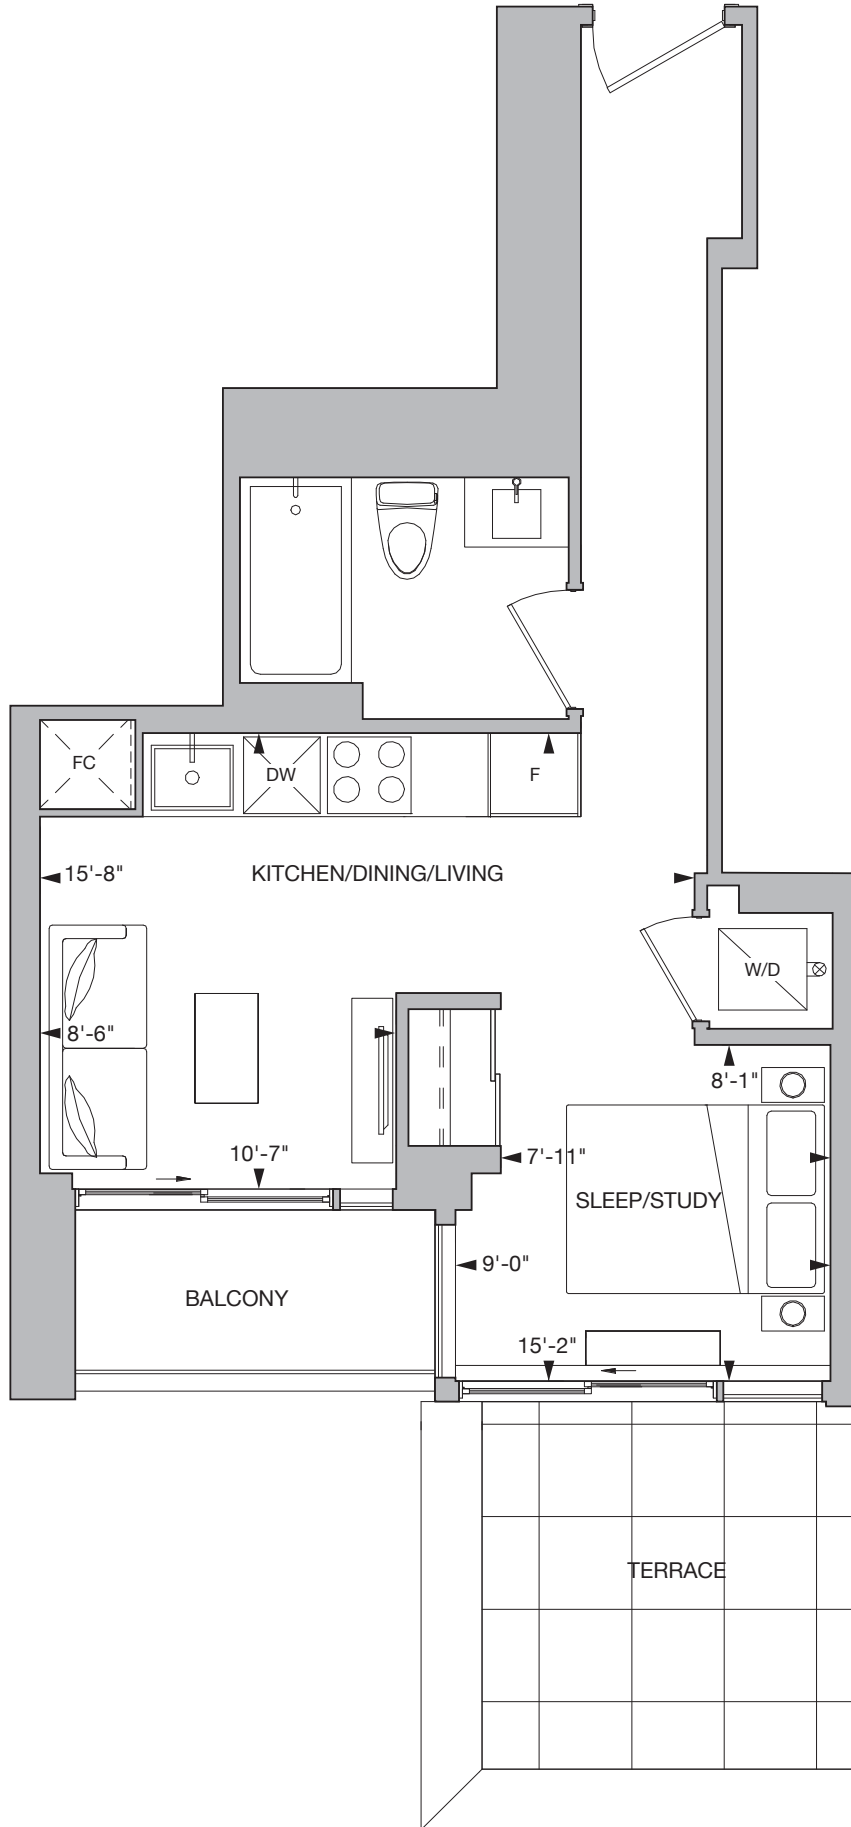 FC
DW
F
15'-8"
KITCHEN/DINING/LIVING
W/D
8'-6"
8'-1"
10'-7"
7'-11"
SLEEP/STUDY
9'-0"
BALCONY
15'-2"
TERRACE